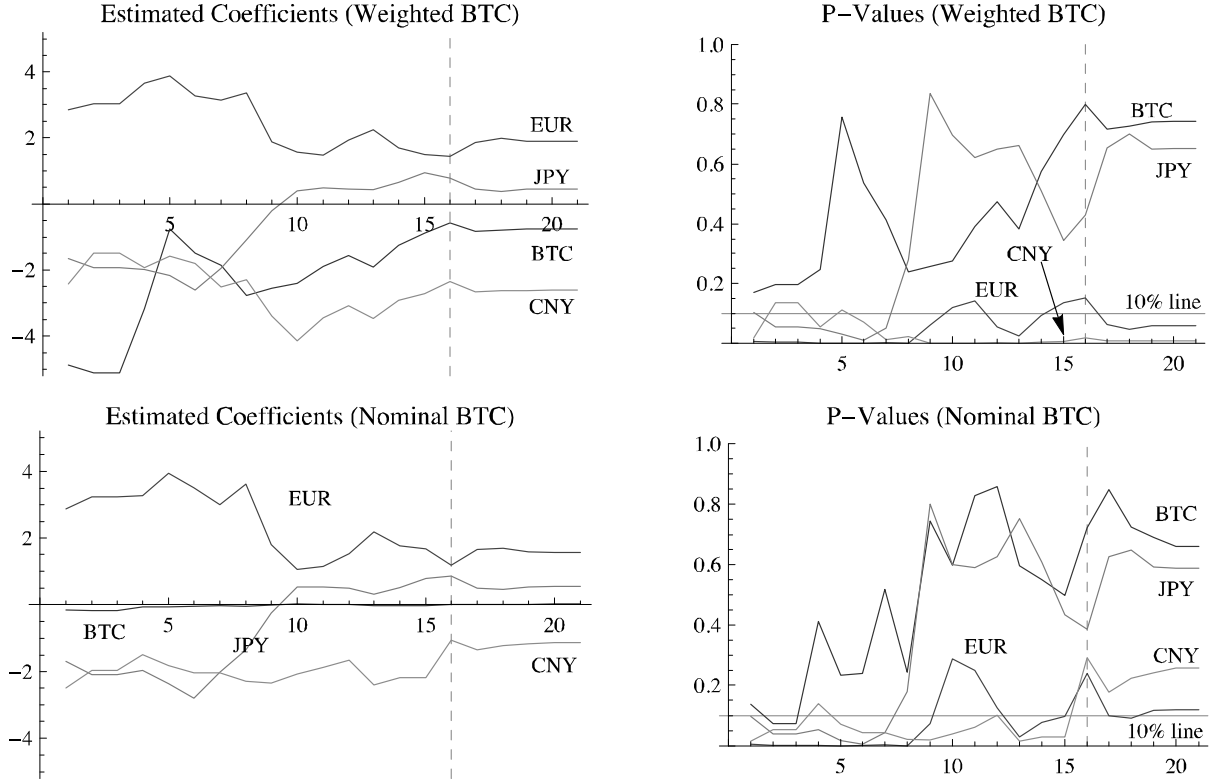 Estimated Coefficients (Weighted BTC)
4
2
−2
−4
5
10
15
20
EUR
JPY
BTC
CNY
P−Values (Weighted BTC)
1.0
0.8
0.6
0.4
0.2
5
10
15
20
BTC
JPY
CNY
EUR
10% line
Estimated Coefficients (Nominal BTC)
4
2
−2
−4
5
10
15
20
EUR
BTC
JPY
CNY
P−Values (Nominal BTC)
1.0
0.8
0.6
0.4
0.2
5
10
15
20
BTC
JPY
EUR
CNY
10% line